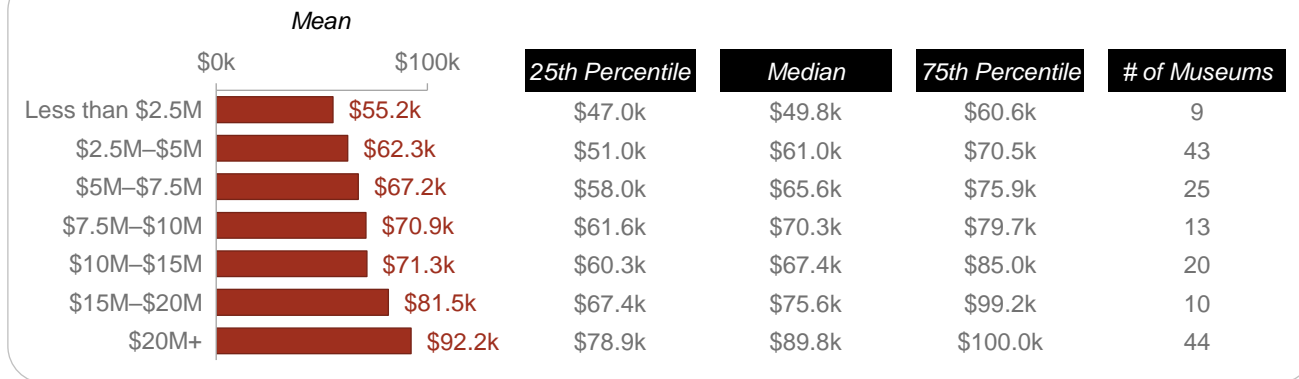 Mean
$0k $100k 25th Percentile Median 75th Percentile # of Museums
Less than $2.5M $55.2k $47.0k $49.8k $60.6k 9
$2.5M–$5M $62.3k $51.0k $61.0k $70.5k 43
$5M–$7.5M $67.2k $58.0k $65.6k $75.9k 25
$7.5M–$10M $70.9k $61.6k $70.3k $79.7k 13
$10M–$15M $71.3k $60.3k $67.4k $85.0k 20
$15M–$20M $81.5k $67.4k $75.6k $99.2k 10
$20M+ $92.2k $78.9k $89.8k $100.0k 44